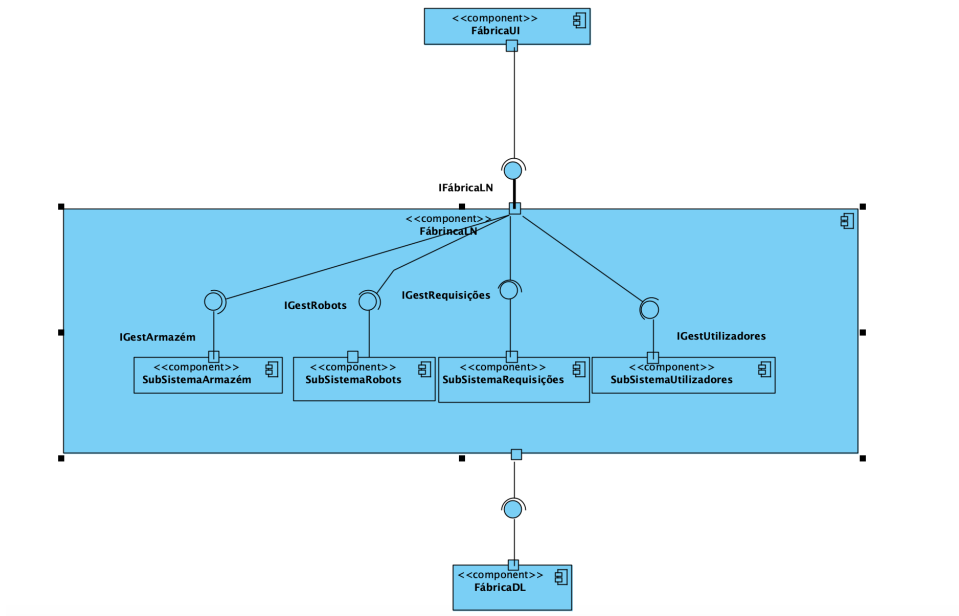 <<component>>
FábricaUI
IFábricaLN
<<component>>
FábrincaLN
IGestArmazém
IGestRobots
IGestRequisições
IGestUtilizadores
<<component>>
SubSistemaArmazém
<<component>>
SubSistemaRobots
<<component>>
SubSistemaRequisições
<<component>>
SubSistemaUtilizadores
<<component>>
FábricaDL